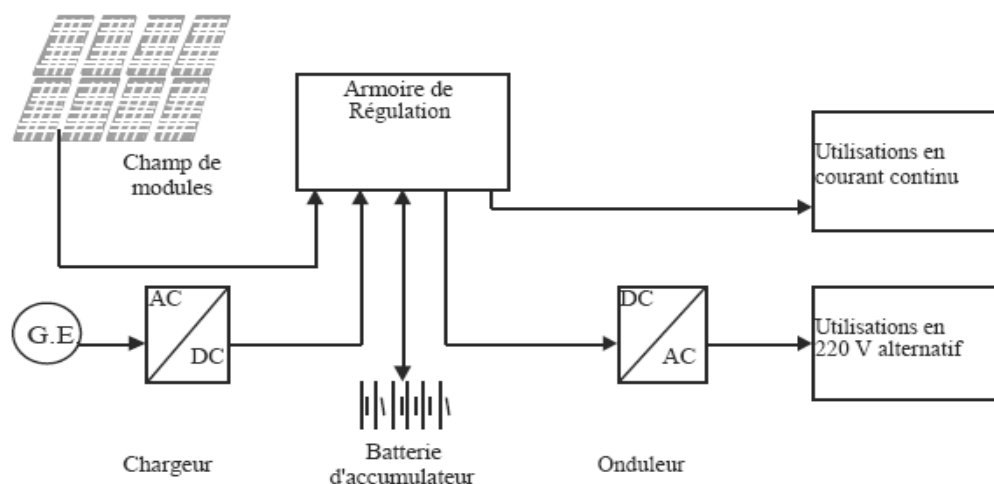 Armoire de
Régulation
Champ de
modules
Utilisations en
courant continu
G.E
AC
DC
DC
AC
Utilisations en
220 V alternatif
Chargeur
Batterie
d'accumulateur
Onduleur